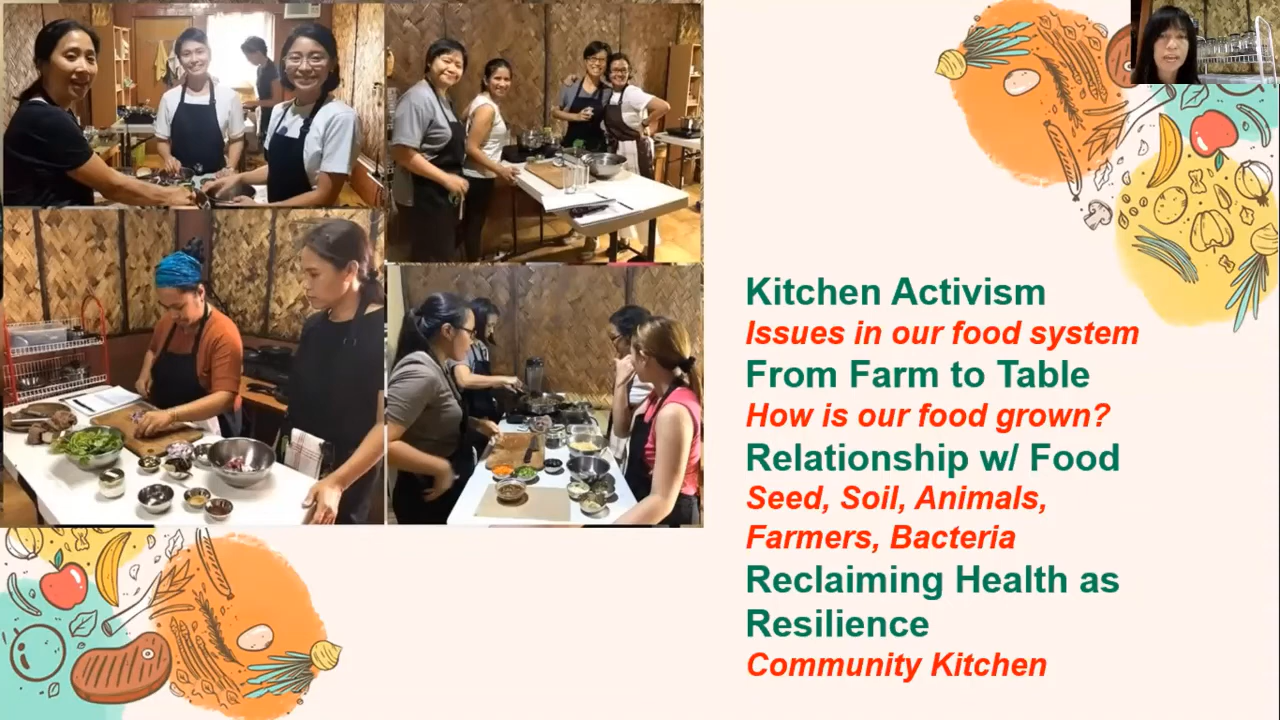 Kitchen Activism
Issues in our food system
From Farm to Table
How is our food grown?
Relationship w/ Food
Seed, Soil, Animals,
Farmers, Bacteria
Reclaiming Health as
Resilience
Community Kitchen